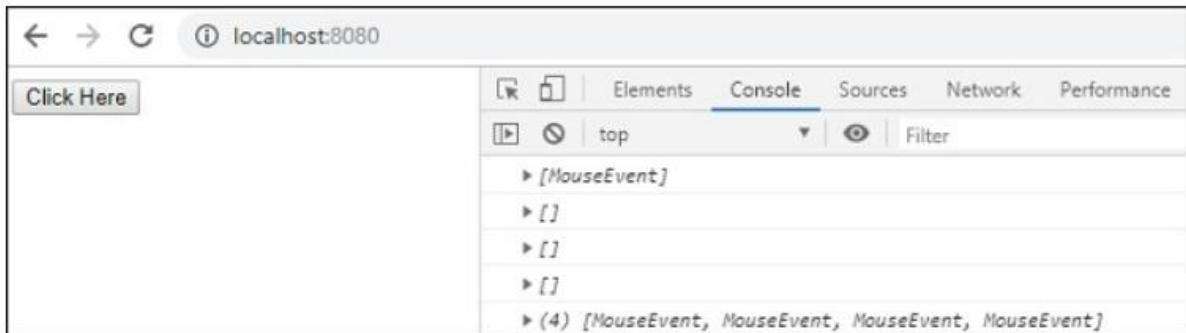 localhost:8080
Click Here
Elements Console Sources Network Performance
top Filter
[MouseEvent]
[]
[]
[]
(4) [MouseEvent, MouseEvent, MouseEvent, MouseEvent]